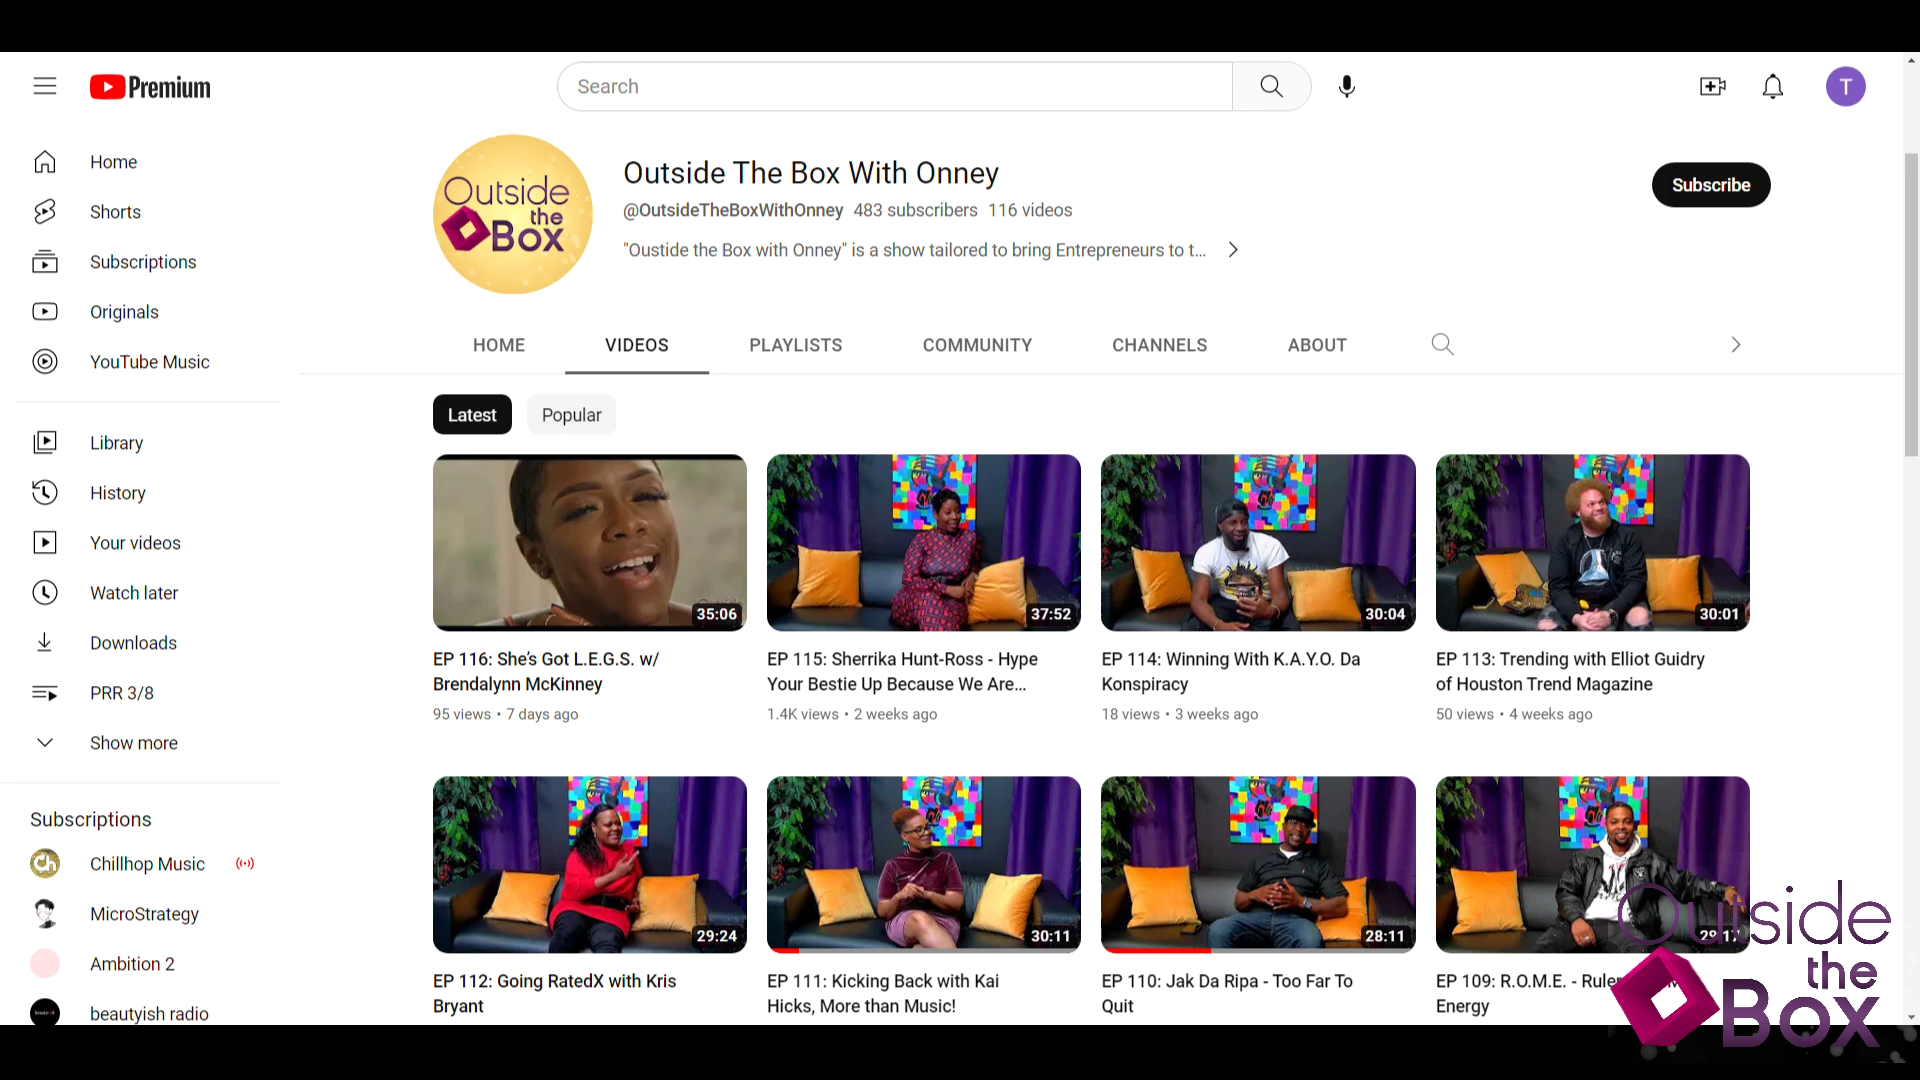 Premium
Search
T
Home
Shorts
Subscriptions
Originals
YouTube Music
Library
History
Your videos
Watch later
Downloads
PRR 3/8
Show more
Subscriptions
Chillhop Music
MicroStrategy
Ambition 2
beautyish radio
Outside
the
Box
Outside The Box With Onney
@OutsideTheBoxWithOnney 483 subscribers 116 videos
"Oustide the Box with Onney" is a show tailored to bring Entrepreneurs to t...
Subscribe
HOME VIDEOS PLAYLISTS COMMUNITY CHANNELS ABOUT
Latest Popular
35:06
EP 116: She's Got L.E.G.S. w/
Brendalynn McKinney
95 views • 7 days ago
37:52
EP 115: Sherrika Hunt-Ross - Hype
Your Bestie Up Because We Are...
1.4K views • 2 weeks ago
30:04
EP 114: Winning With K.A.Y.O. Da
Konspiracy
18 views • 3 weeks ago
30:01
EP 113: Trending with Elliot Guidry
of Houston Trend Magazine
50 views • 4 weeks ago
29:24
EP 112: Going RatedX with Kris
Bryant
30:11
EP 111: Kicking Back with Kai
Hicks, More than Music!
28:11
EP 110: Jak Da Ripa - Too Far To
Quit
EP 109: R.O.M.E. -
Energy
Outside
the
Box